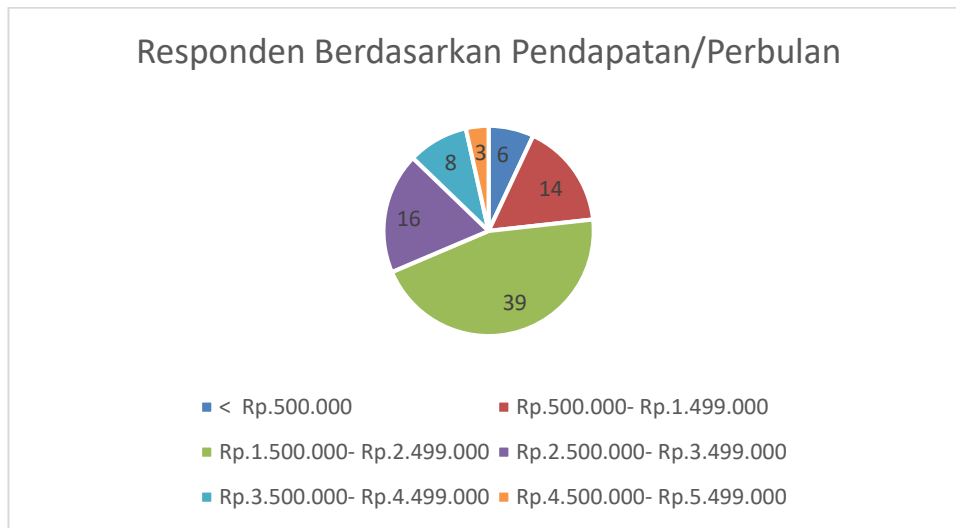 Responden Berdasarkan Pendapatan/Perbulan
3
6
8
14
16
39
< Rp.500.000
Rp.500.000- Rp.1.499.000
Rp.1.500.000- Rp.2.499.000
Rp.2.500.000- Rp.3.499.000
Rp.3.500.000- Rp.4.499.000
Rp.4.500.000- Rp.5.499.000